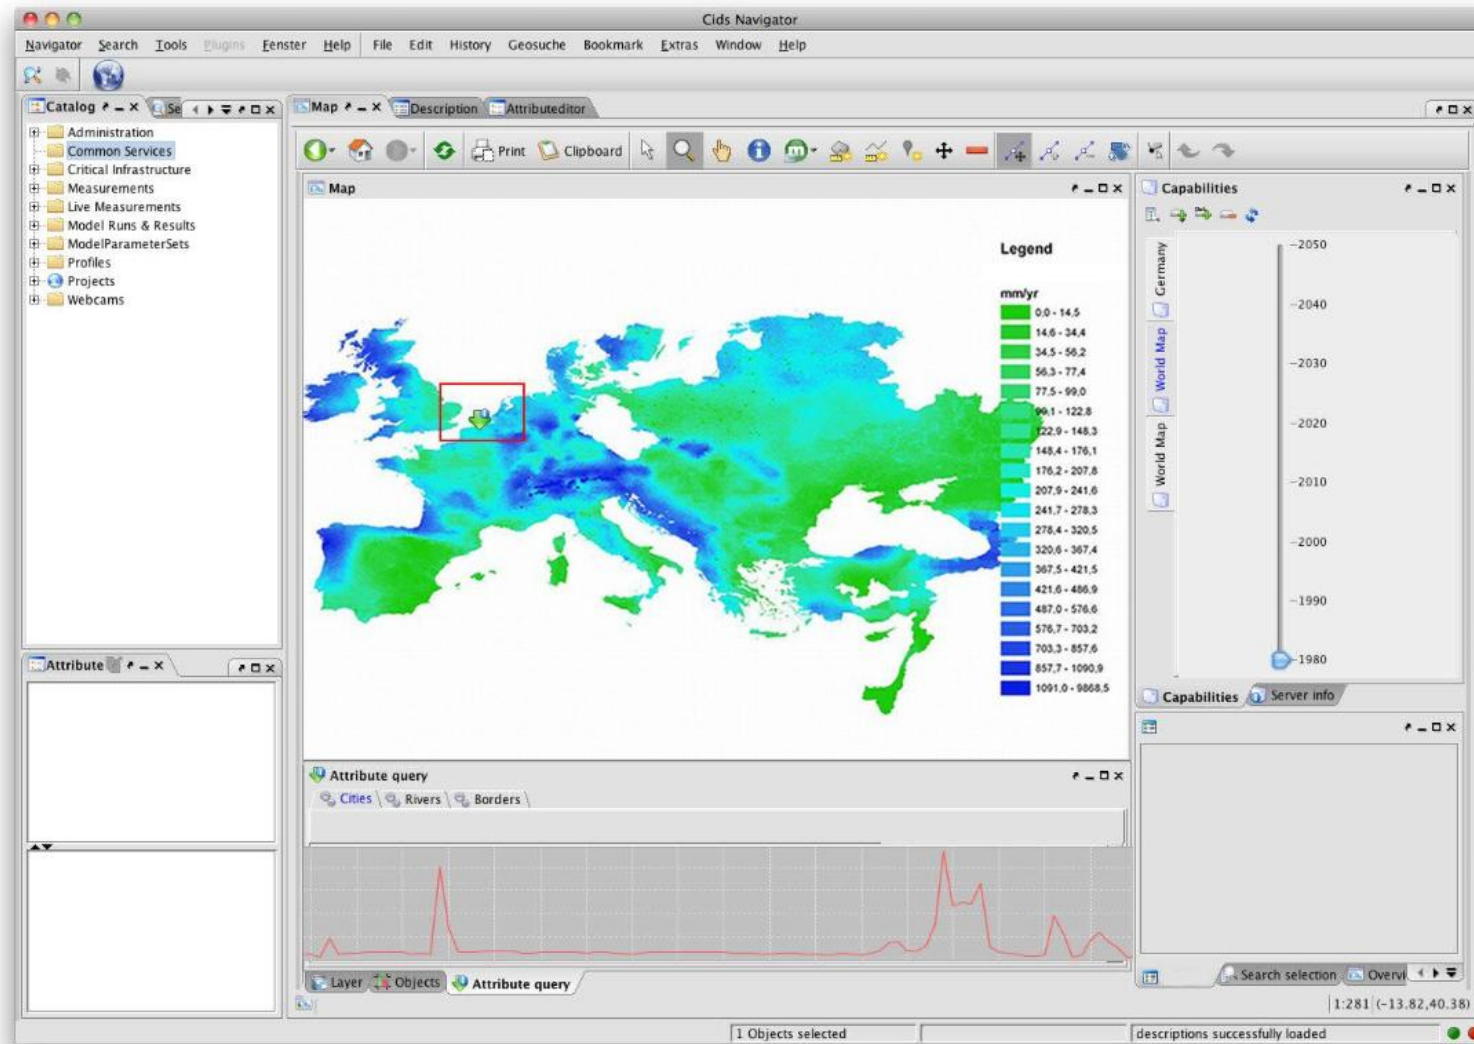 Cids Navigator
Navigator Search Tools Plugins Fenster Help File Edit History Geosuche Bookmark Extras Window Help
Catalog Se
Map Description Attributeditor
Administration
Common Services
Critical Infrastructure
Measurements
Live Measurements
Model Runs & Results
ModelParameterSets
Profiles
Projects
Webcams
Print Clipboard
Map
Legend
mm/yr
0,0 - 14,5
14,6 - 34,4
34,5 - 56,2
56,3 - 77,4
77,5 - 99,0
99,1 - 122,8
122,9 - 148,3
148,4 - 176,1
176,2 - 207,8
207,9 - 241,6
241,7 - 278,3
278,4 - 320,5
320,6 - 367,4
367,5 - 421,5
421,6 - 486,9
487,0 - 576,6
576,7 - 703,2
703,3 - 857,6
857,7 - 1090,9
1091,0 - 9868,5
Capabilities
Germany
World Map
World Map
2050
2040
2030
2020
2010
2000
1990
1980
Capabilities Server info
Attribute
Attribute query
Cities Rivers Borders
Layer Objects Attribute query
Search selection Overvi
1:281 (-13.82,40.38)
1 Objects selected
descriptions successfully loaded